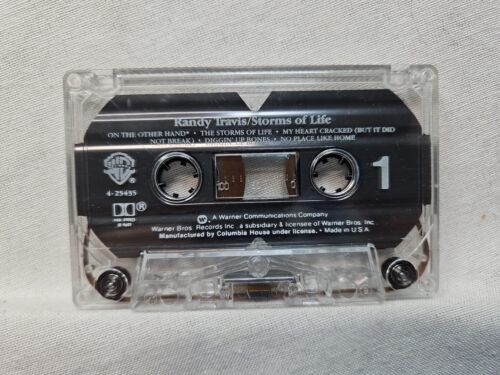 Randy Travis/Storms of Life
ON THE OTHER HAND* • THE STORMS OF LIFE • MY HEART CRACKED (BUT IT DID
NOT BREAK) • DIGGIN' UP BONES • NO PLACE LIKE HOME
4-25435
1
100
0
A Warner Communications Company
Warner Bros. Records Inc., a subsidiary & licensee of Warner Bros. Inc.
Manufactured by Columbia House under license. • Made in U.S.A.